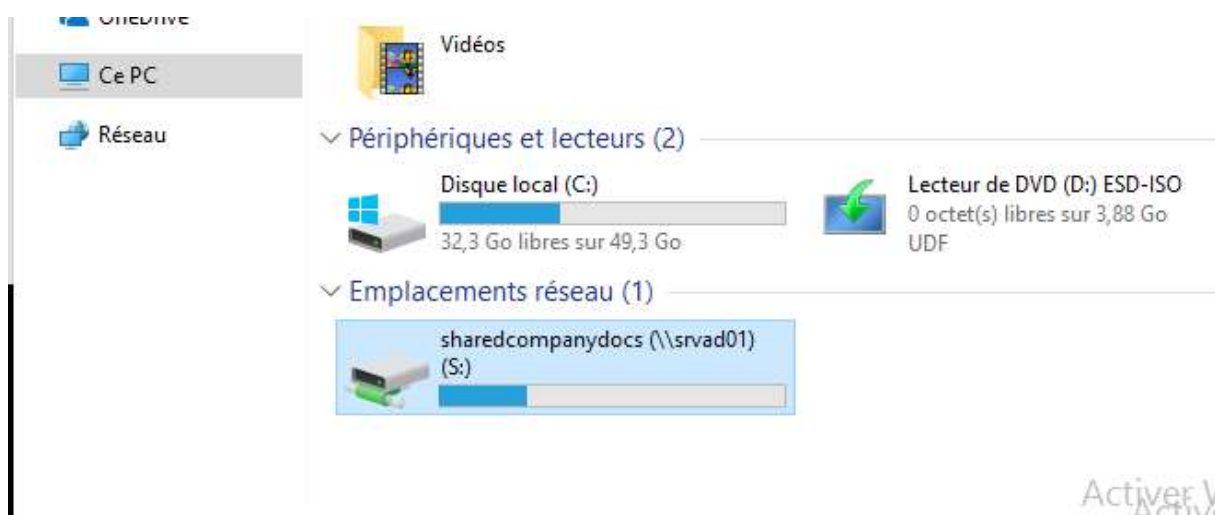 OneDrive
Ce PC
Réseau
Vidéos
Périphériques et lecteurs (2)
Disque local (C:)
32,3 Go libres sur 49,3 Go
Lecteur de DVD (D:) ESD-ISO
0 octet(s) libres sur 3,88 Go
UDF
Emplacements réseau (1)
sharedcompanydocs (\\srvad01)
(S:)
Activer